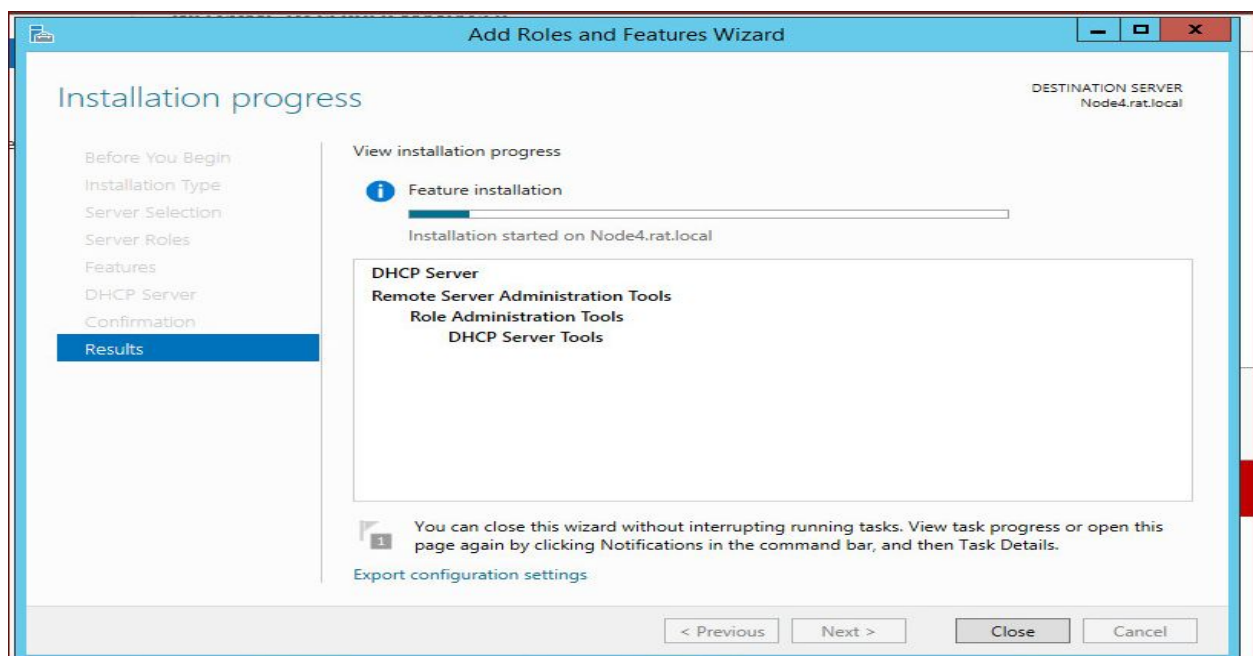 Add Roles and Features Wizard
Installation progress
DESTINATION SERVER
Node4.rat.local
Before You Begin
Installation Type
Server Selection
Server Roles
Features
DHCP Server
Confirmation
Results
View installation progress
Feature installation
Installation started on Node4.rat.local
DHCP Server
Remote Server Administration Tools
Role Administration Tools
DHCP Server Tools
1
You can close this wizard without interrupting running tasks. View task progress or open this
page again by clicking Notifications in the command bar, and then Task Details.
Export configuration settings
< Previous
Next >
Close
Cancel